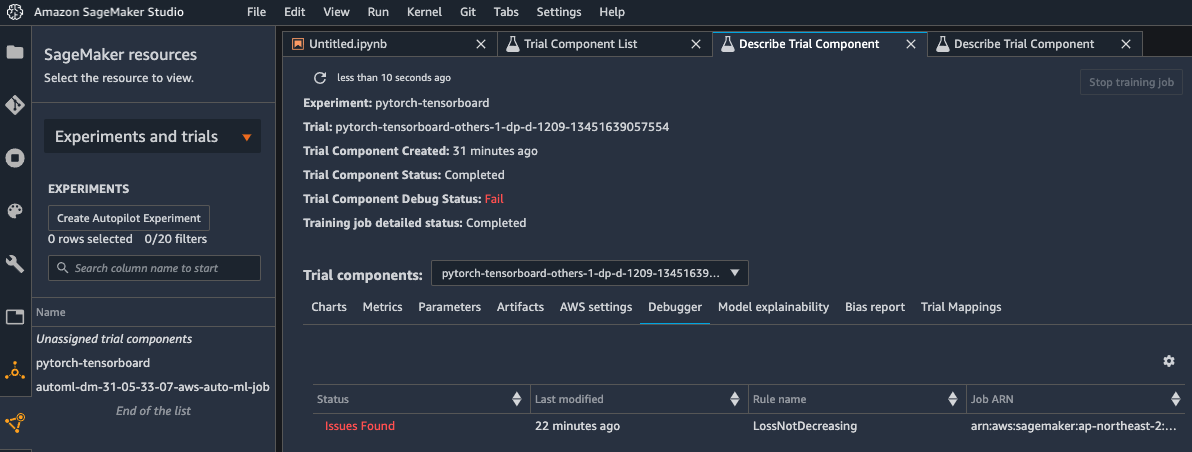 Amazon SageMaker Studio File Edit View Run Kernel Git Tabs Settings Help
SageMaker resources
Select the resource to view.
Experiments and trials
EXPERIMENTS
Create Autopilot Experiment
0 rows selected 0/20 filters
Search column name to start
Name
Unassigned trial components
pytorch-tensorboard
automl-dm-31-05-33-07-aws-auto-ml-job
End of the list
Untitled.ipynb Trial Component List Describe Trial Component Describe Trial Component
less than 10 seconds ago Stop training job
Experiment: pytorch-tensorboard
Trial: pytorch-tensorboard-others-1-dp-d-1209-13451639057554
Trial Component Created: 31 minutes ago
Trial Component Status: Completed
Trial Component Debug Status: Fail
Training job detailed status: Completed
Trial components: pytorch-tensorboard-others-1-dp-d-1209-13451639...
Charts Metrics Parameters Artifacts AWS settings Debugger Model explainability Bias report Trial Mappings
Status Last modified Rule name Job ARN
Issues Found 22 minutes ago LossNotDecreasing arn:aws:sagemaker:ap-northeast-2:...